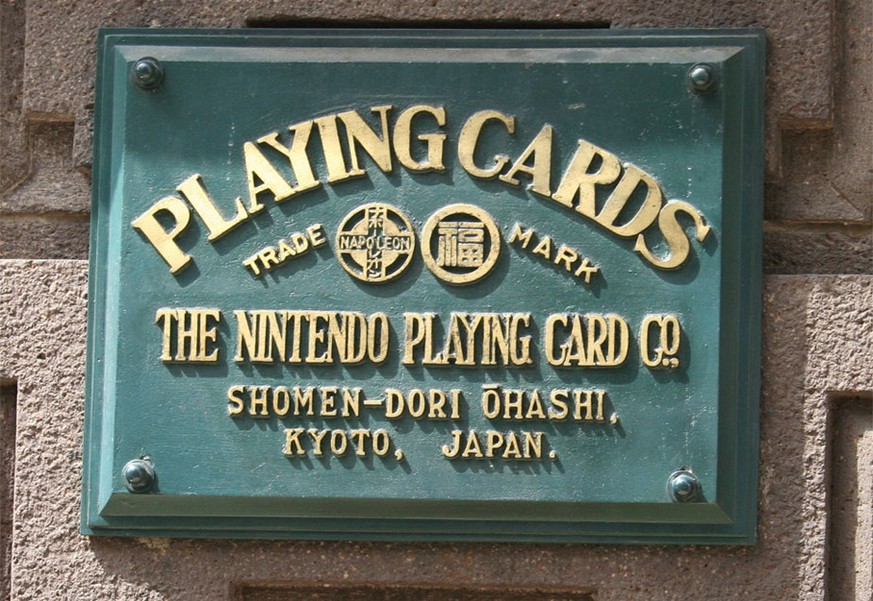 PLAYING CARDS
TRADE NAPOLEON 福 MARK
THE NINTENDO PLAYING CARD Co.,
SHOMEN-DORI ŌHASHI,
KYOTO, JAPAN.